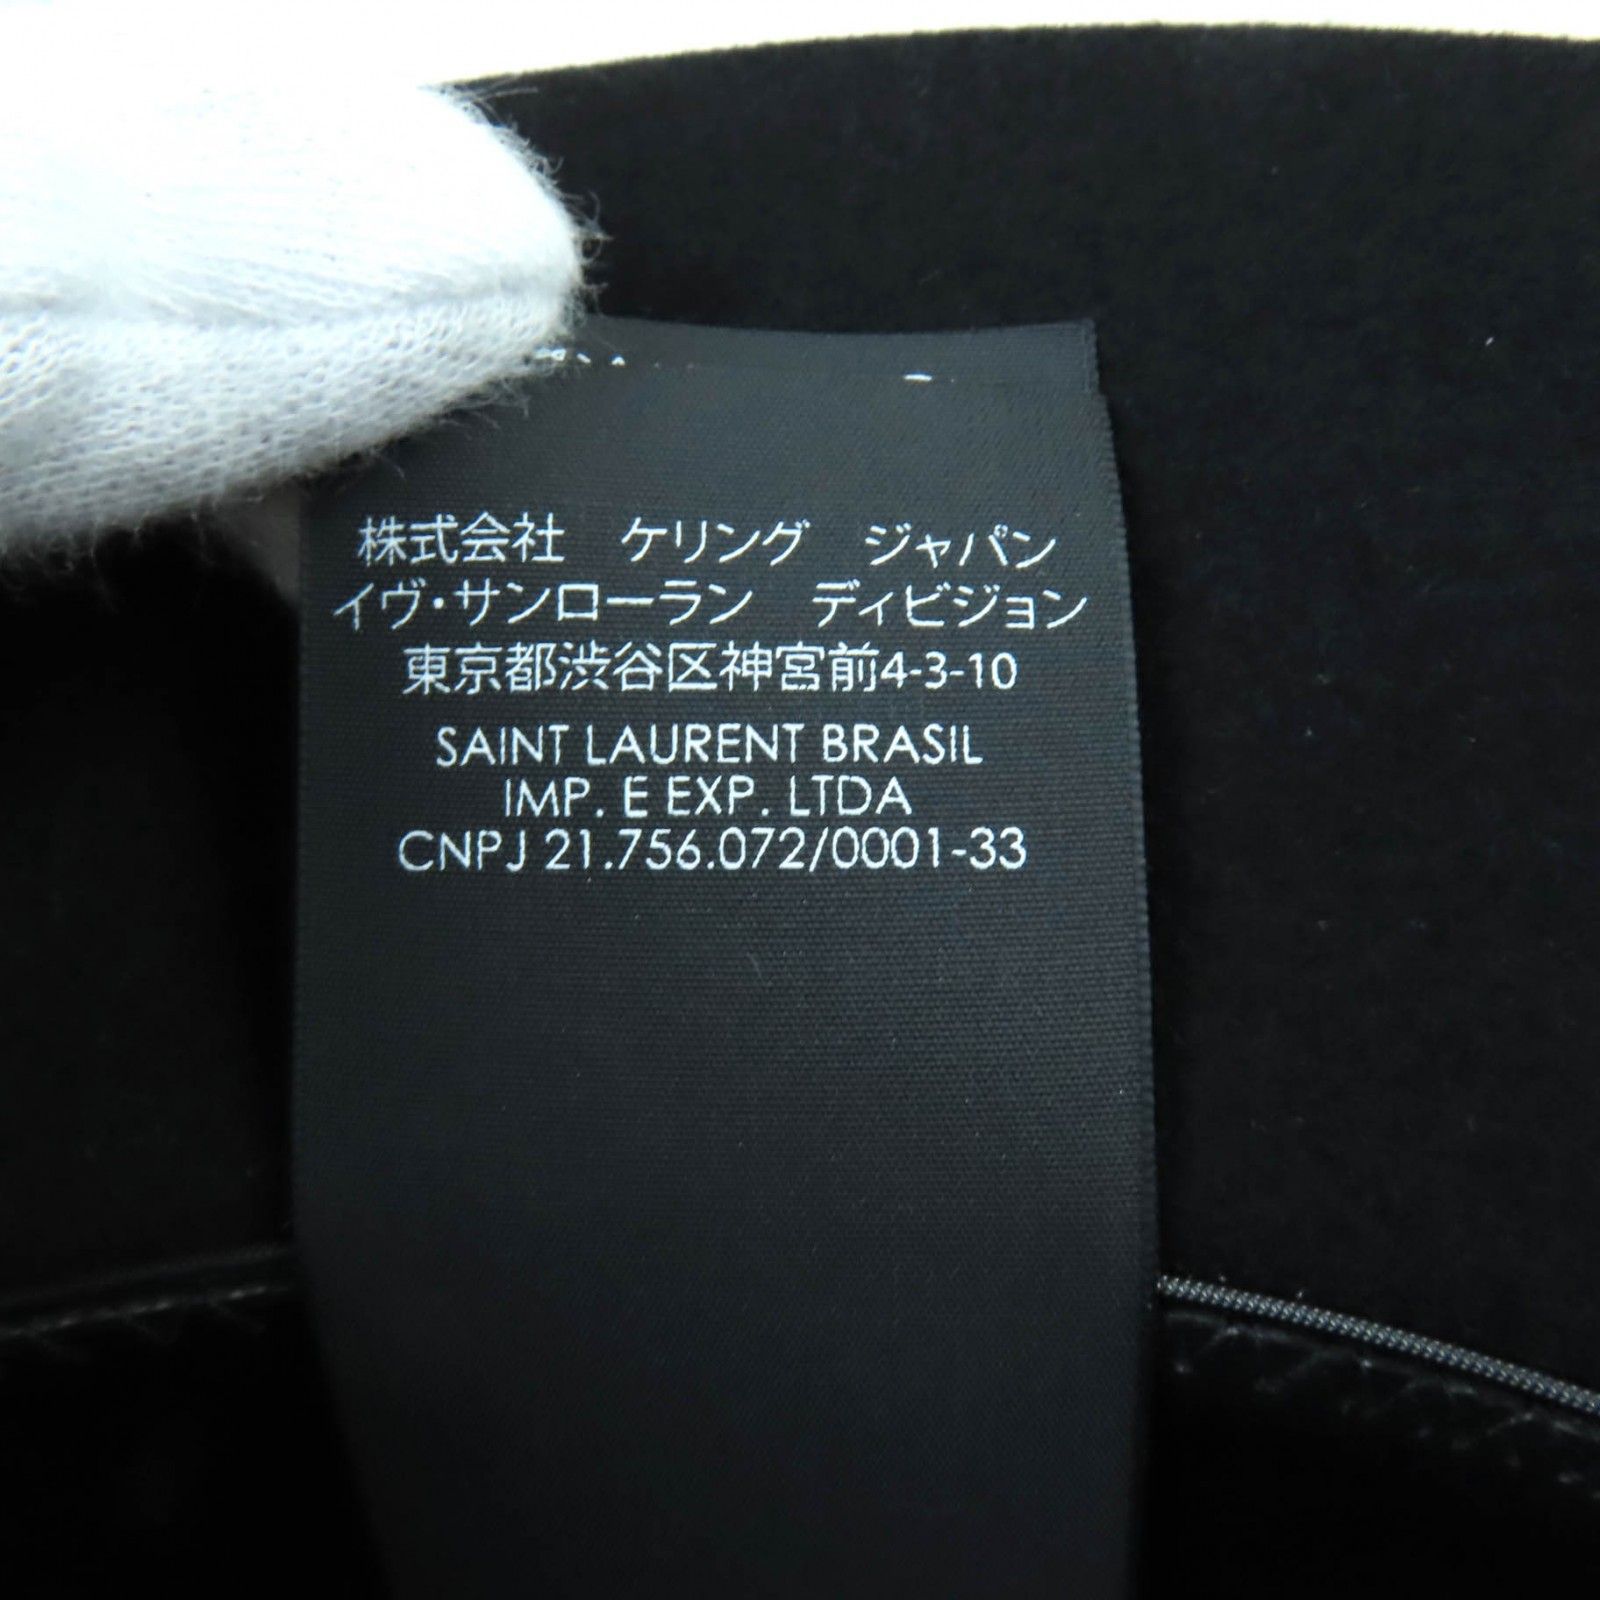 株式会社　ケリング　ジャパン
イヴ・サンローラン　ディビジョン
東京都渋谷区神宮前4-3-10
SAINT LAURENT BRASIL
IMP. E EXP. LTDA
CNPJ 21.756.072/0001-33